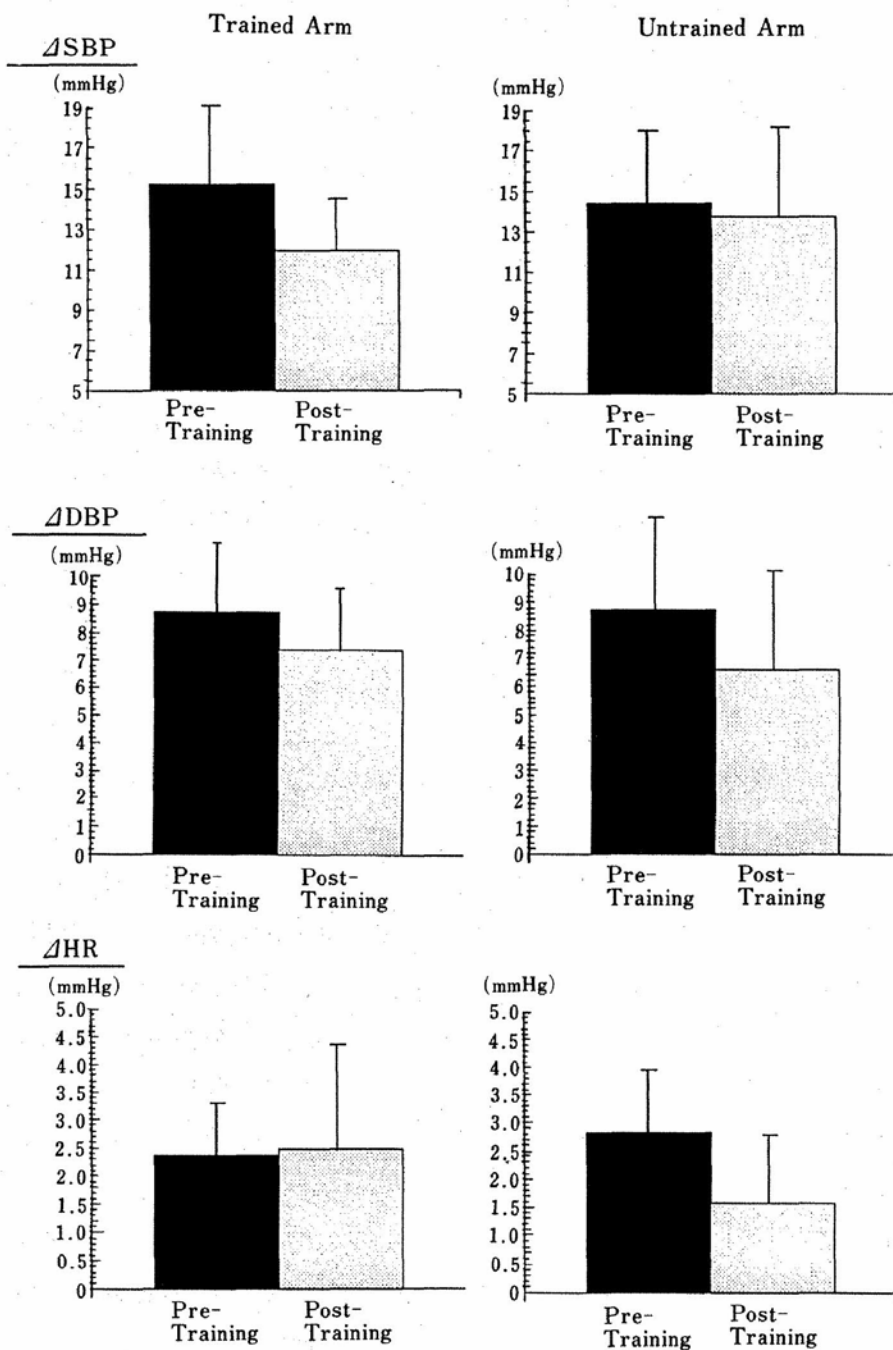 Trained Arm
Untrained Arm
⊿SBP
(mmHg)
19
17
15
13
11
9
7
5
Pre-
Training
Post-
Training
(mmHg)
19
17
15
13
11
9
7
5
Pre-
Training
Post-
Training
⊿DBP
(mmHg)
10
9
8
7
6
5
4
3
2
1
0
Pre-
Training
Post-
Training
(mmHg)
10
9
8
7
6
5
4
3
2
1
0
Pre-
Training
Post-
Training
⊿HR
(mmHg)
5.0
4.5
4.0
3.5
3.0
2.5
2.0
1.5
1.0
0.5
0
Pre-
Training
Post-
Training
(mmHg)
5.0
4.5
4.0
3.5
3.0
2.5
2.0
1.5
1.0
0.5
0
Pre-
Training
Post-
Training